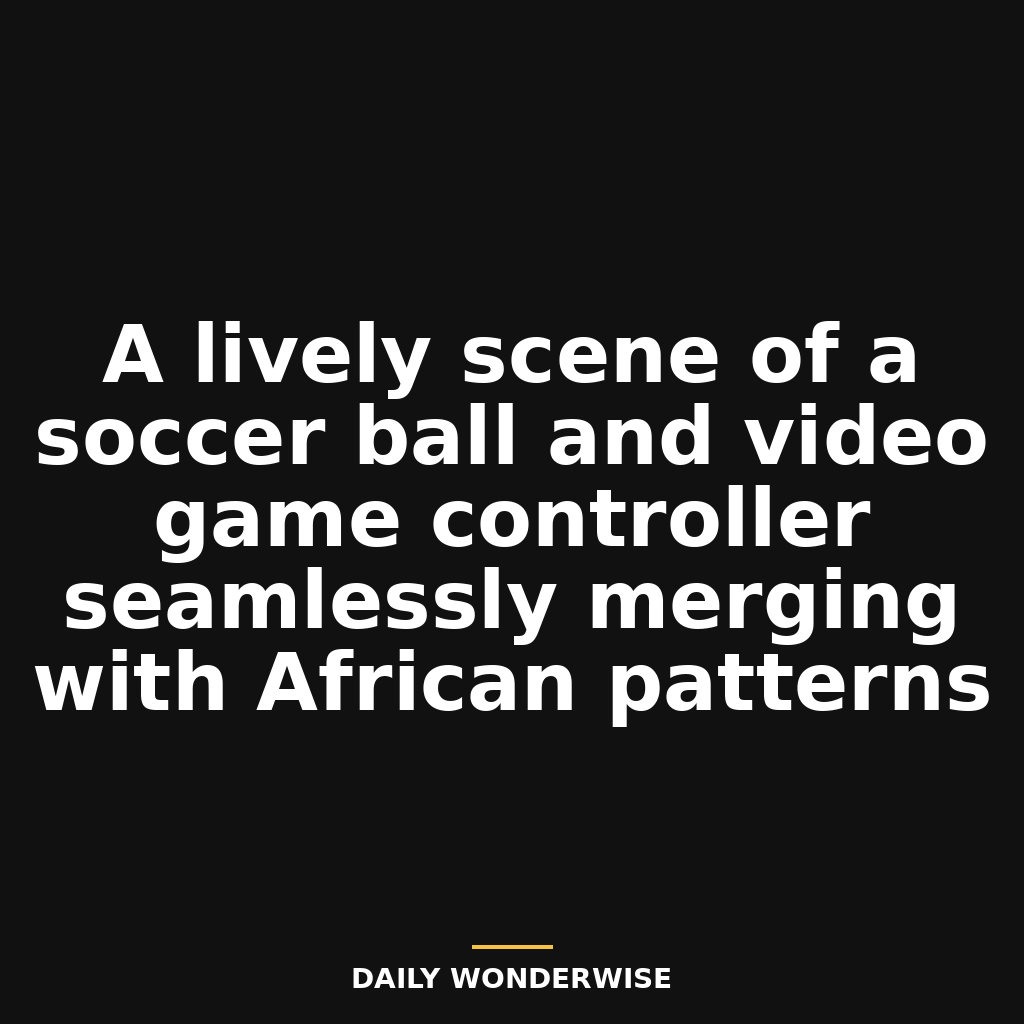 A lively scene of a
soccer ball and video
game controller
seamlessly merging
with African patterns
DAILY WONDERWISE